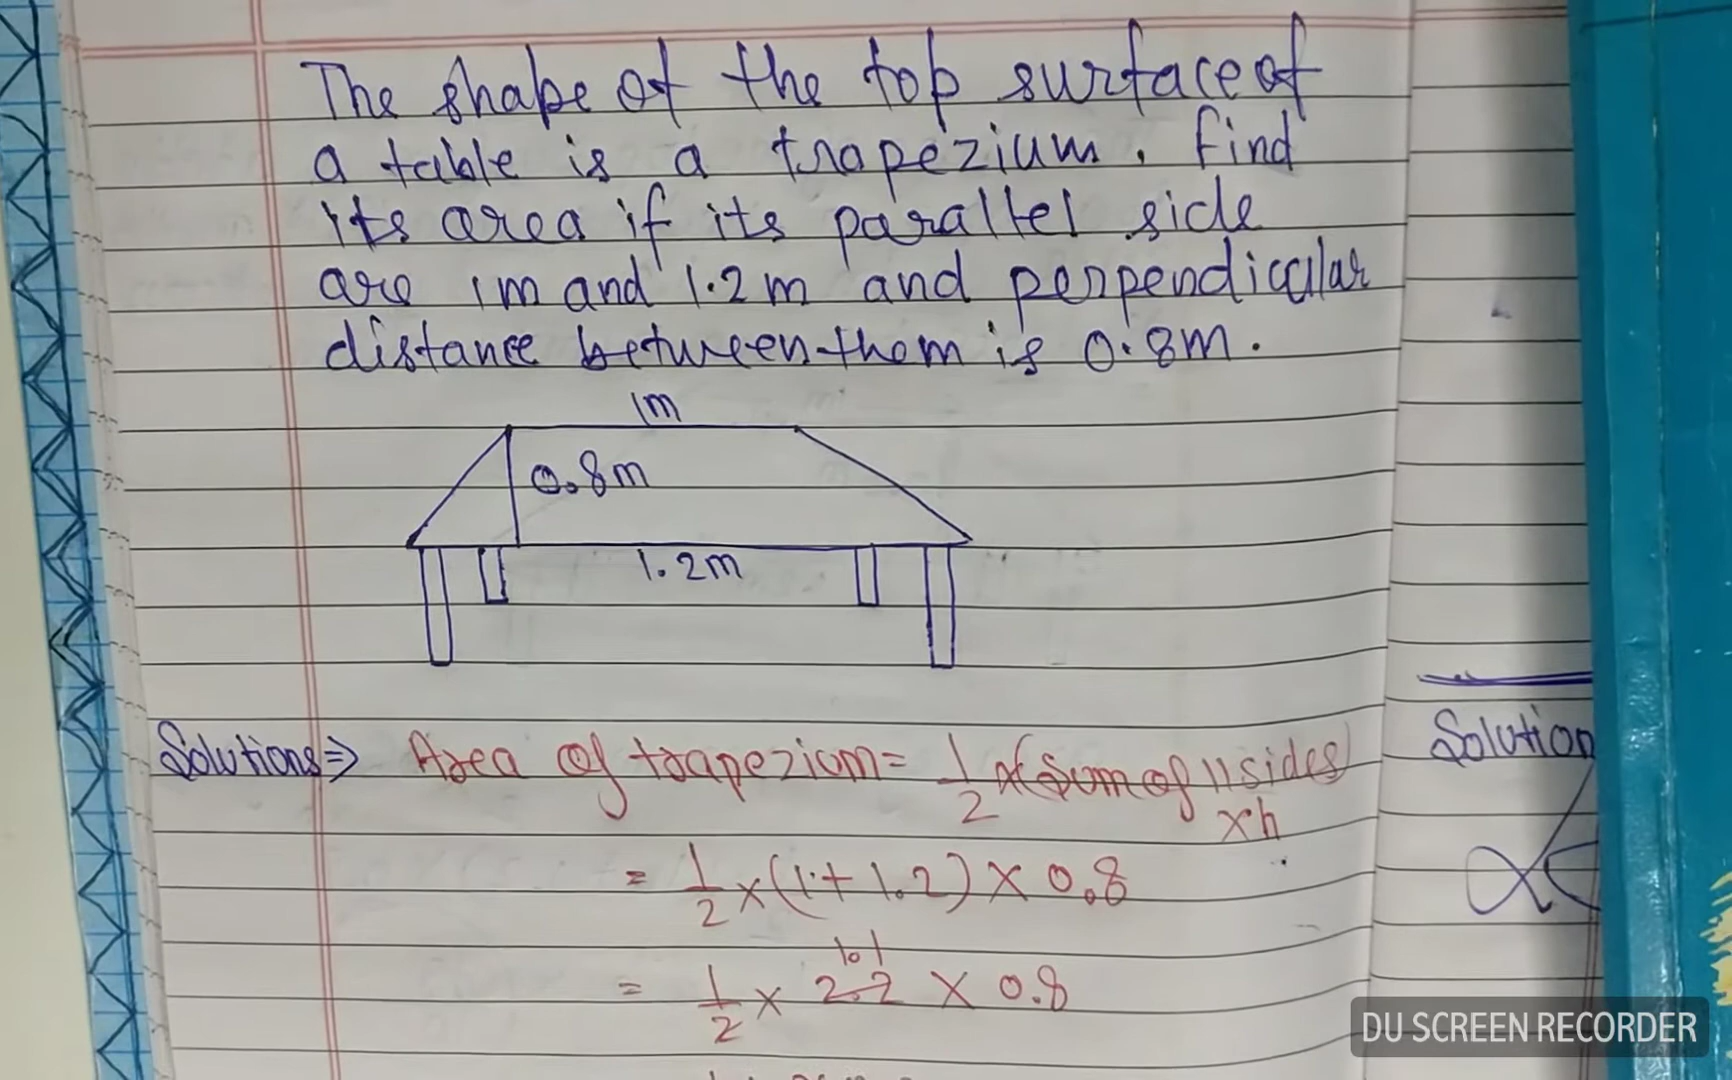 The shape of the top surface of
a table is a trapezium. Find
its area if its parallel side
are 1m and 1.2m and perpendicular
distance between them is 0.8m.
1m
0.8m
1.2m
Solutions⇒ Area of trapezium = 1/2 x (Sum of 11 sides)
xh
= 1/2 x (1+1.2) x 0.8
1.1
= 1/2 x 2.2 x 0.8
Solution
DU SCREEN RECORDER